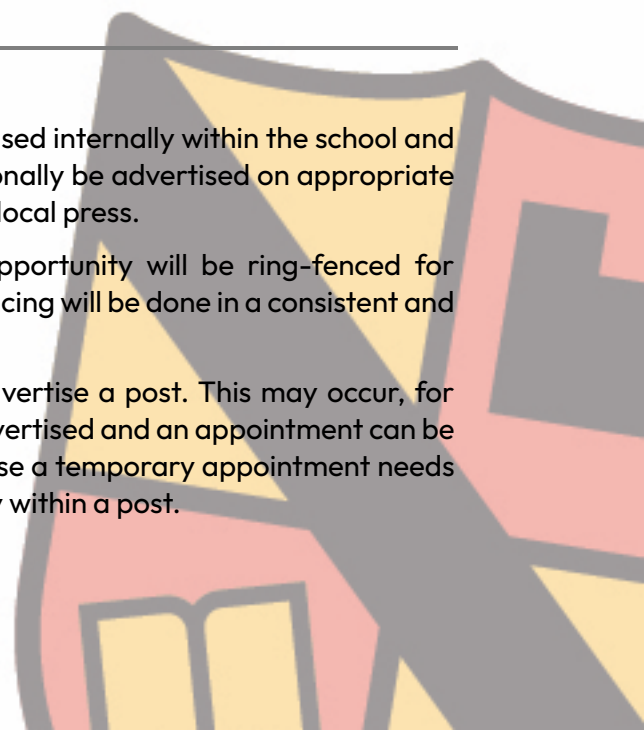 sed internally within the school and
onally be advertised on appropriate
local press.
pportunity will be ring-fenced for
cing will be done in a consistent and
vertise a post. This may occur, for
vertised and an appointment can be
se a temporary appointment needs
within a post.